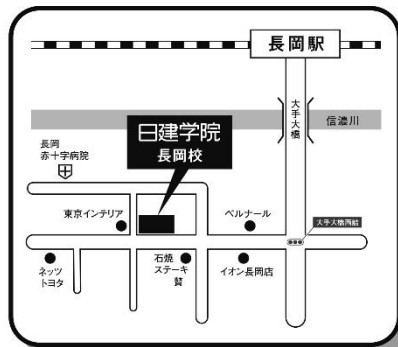 長岡駅
大手大橋
信濃川
日建学院
長岡校
長岡
赤十字病院
東京インテリア
ベルナール
大手大橋西詰
ネッツ
トヨタ
石焼
ステーキ
贅
イオン長岡店